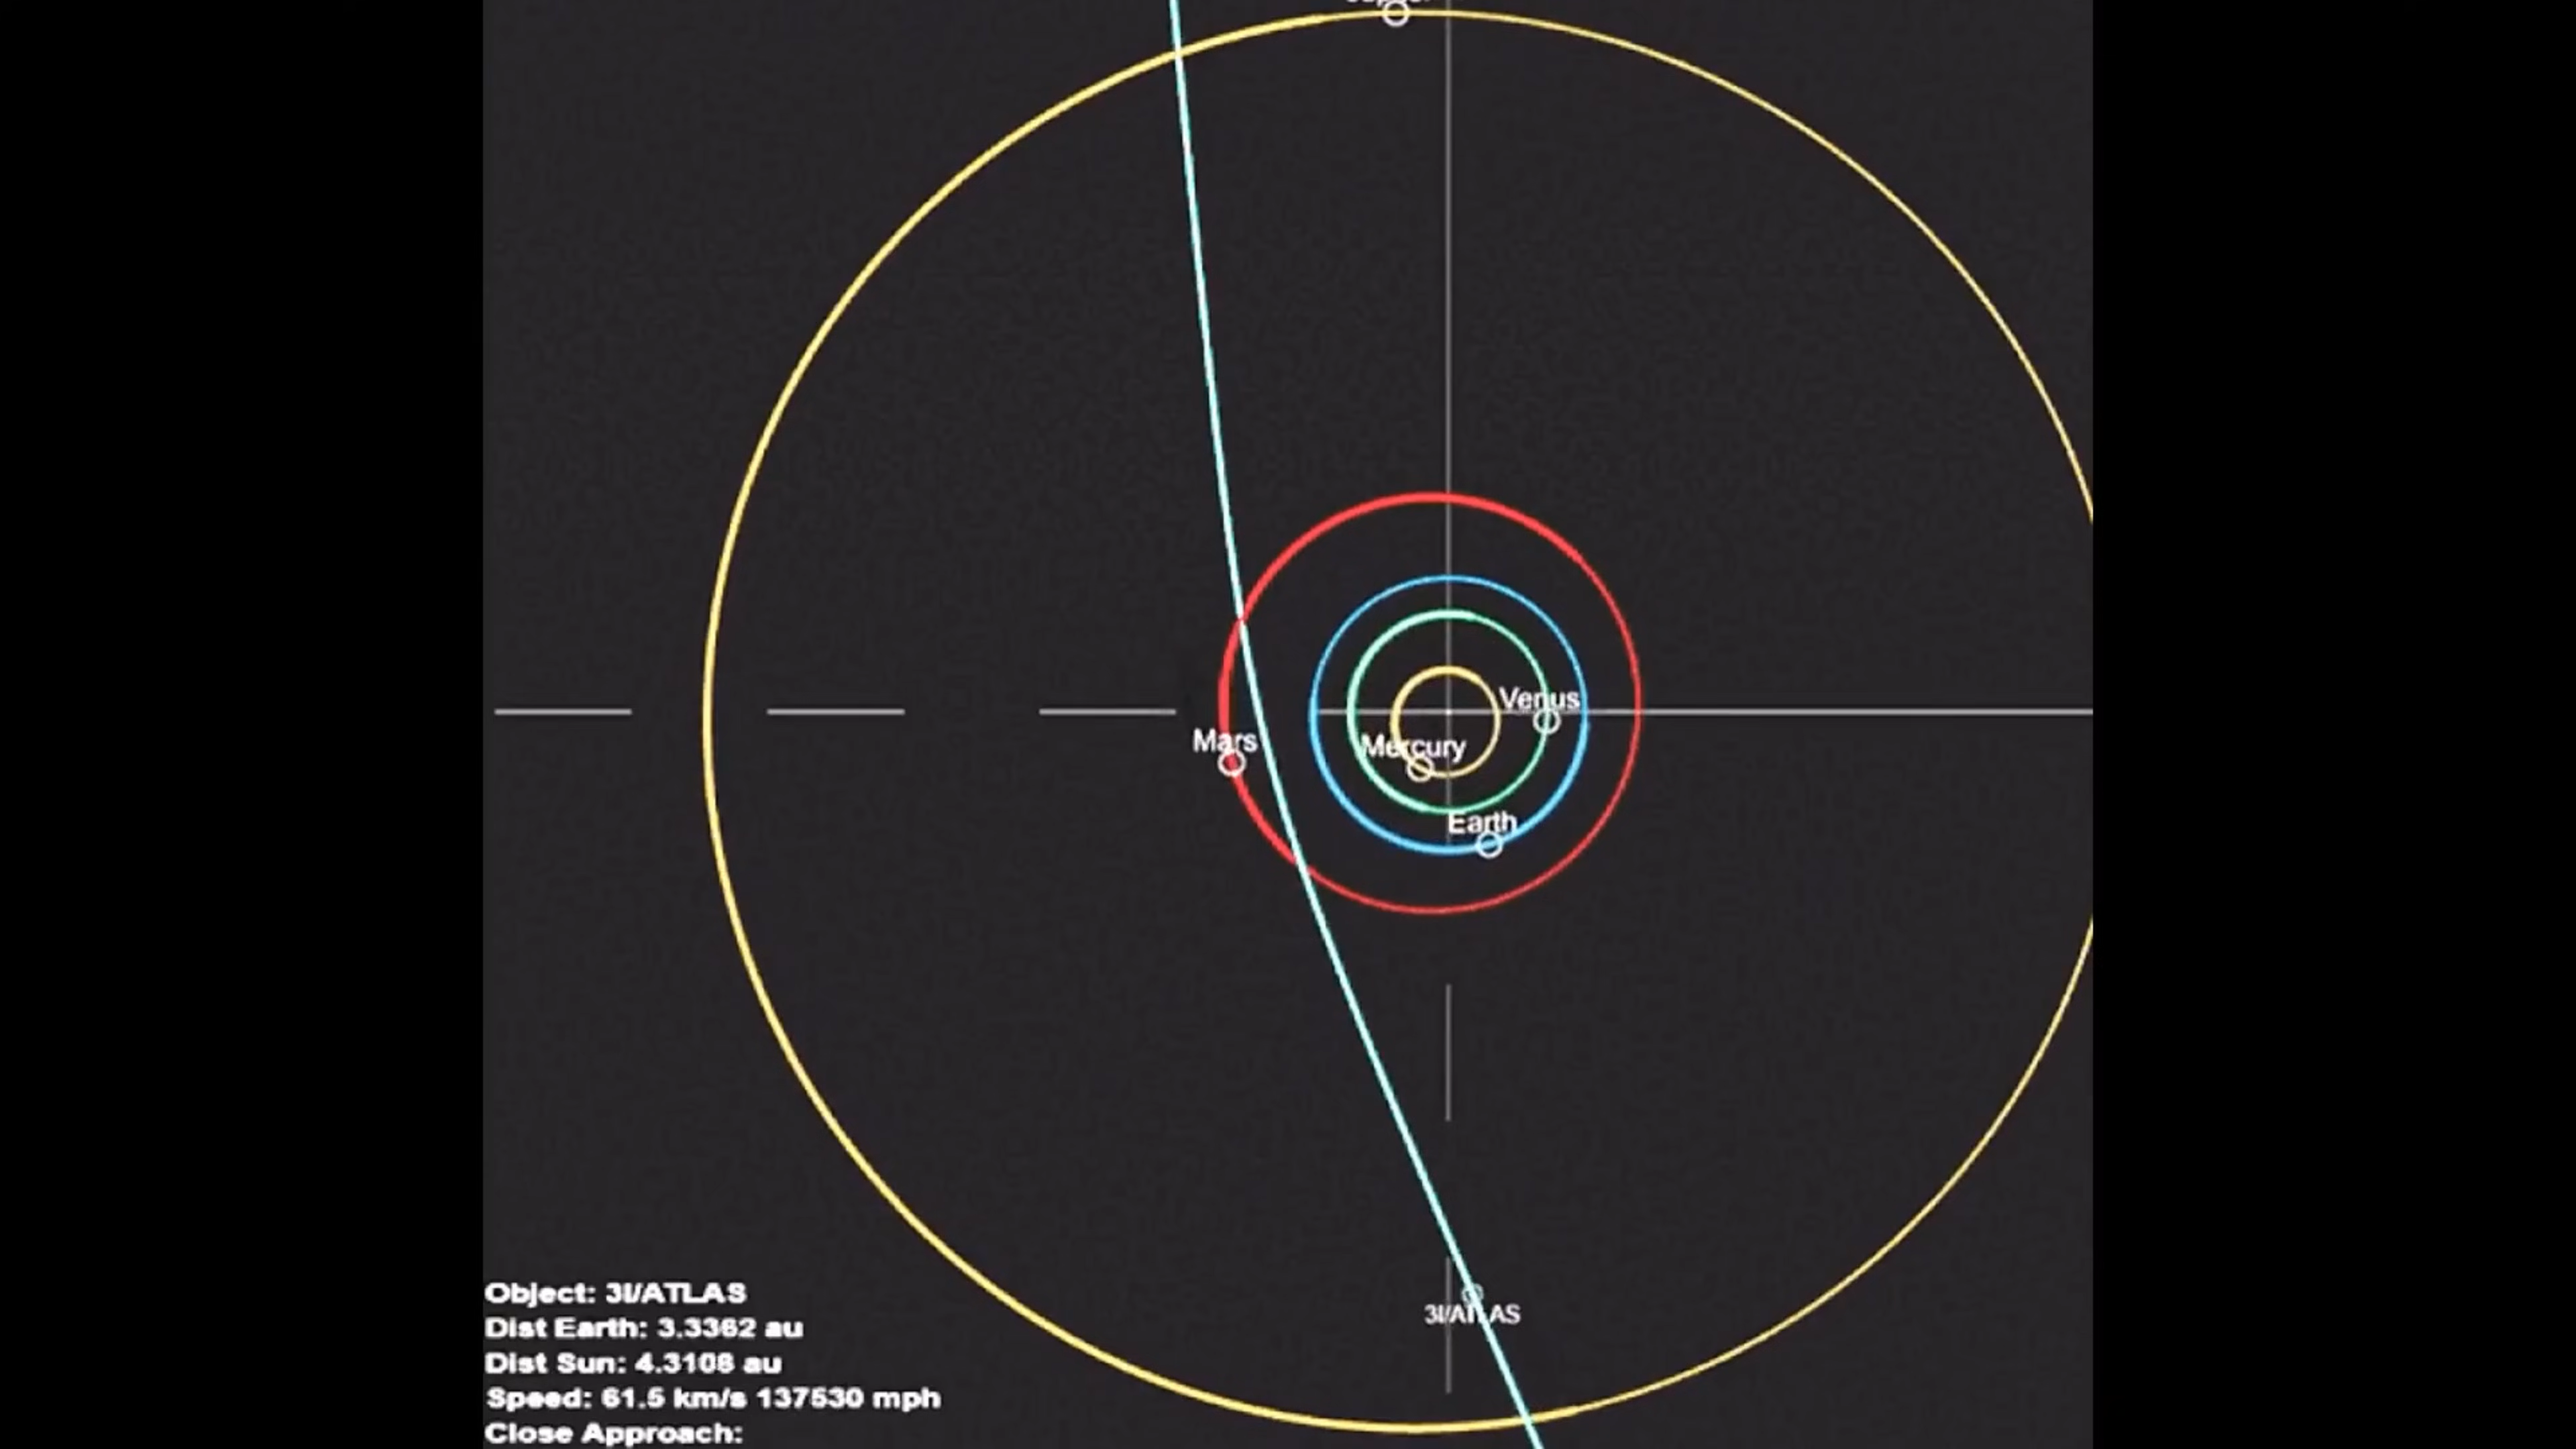 Venus
Mars
Mercury
Earth
3I/ATLAS
Object: 3I/ATLAS
Dist Earth: 3.3362 au
Dist Sun: 4.3108 au
Speed: 61.5 km/s 137530 mph
Close Approach: